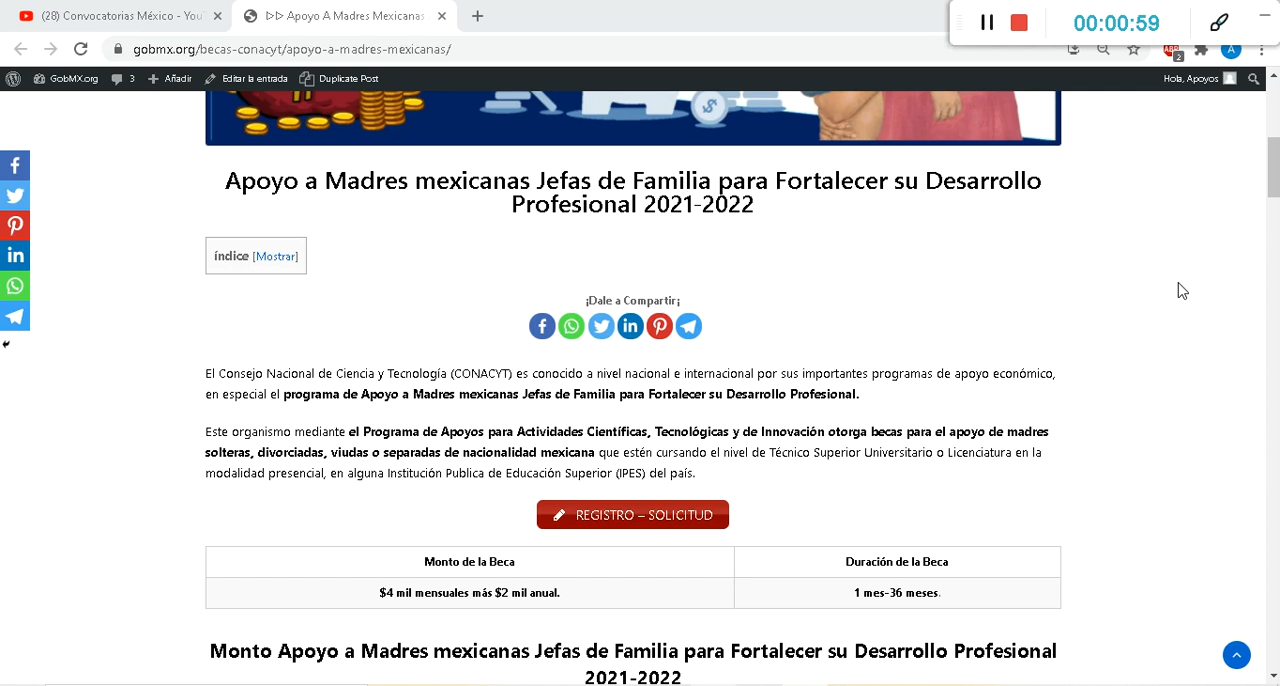 (28) Convocatorias México - You
▷▷ Apoyo A Madres Mexicanas
00:00:59
gobmx.org/becas-conacyt/apoyo-a-madres-mexicanas/
ABP
2
A
GobMX.org
3
Añadir
Editar la entrada
Duplicate Post
Hola, Apoyos
Apoyo a Madres mexicanas Jefas de Familia para Fortalecer su Desarrollo
Profesional 2021-2022
índice [Mostrar]
¡Dale a Compartir¡
El Consejo Nacional de Ciencia y Tecnología (CONACYT) es conocido a nivel nacional e internacional por sus importantes programas de apoyo económico,
en especial el programa de Apoyo a Madres mexicanas Jefas de Familia para Fortalecer su Desarrollo Profesional.
Este organismo mediante el Programa de Apoyos para Actividades Científicas, Tecnológicas y de Innovación otorga becas para el apoyo de madres
solteras, divorciadas, viudas o separadas de nacionalidad mexicana que estén cursando el nivel de Técnico Superior Universitario o Licenciatura en la
modalidad presencial, en alguna Institución Publica de Educación Superior (IPES) del país.
REGISTRO – SOLICITUD
Monto de la Beca
Duración de la Beca
$4 mil mensuales más $2 mil anual.
1 mes-36 meses.
Monto Apoyo a Madres mexicanas Jefas de Familia para Fortalecer su Desarrollo Profesional
2021-2022